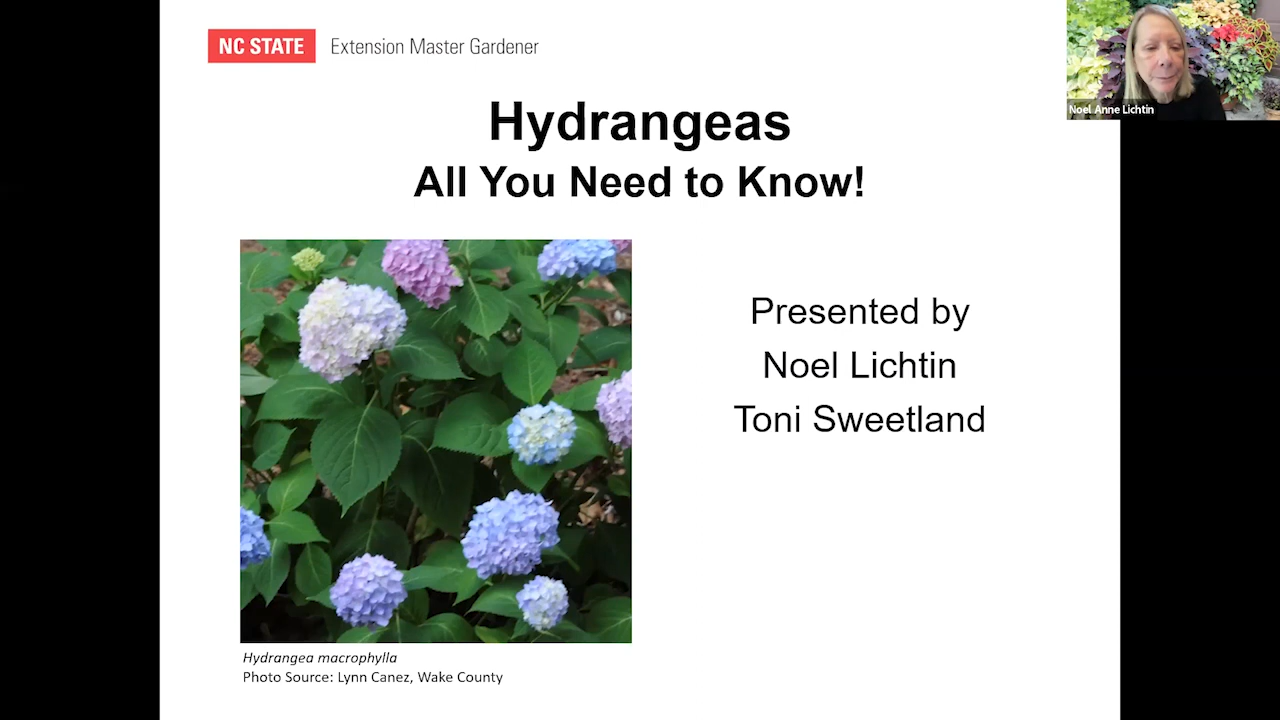 NC STATE Extension Master Gardener
Noel Anne Lichtin
Hydrangeas
All You Need to Know!
Presented by
Noel Lichtin
Toni Sweetland
Hydrangea macrophylla
Photo Source: Lynn Canez, Wake County